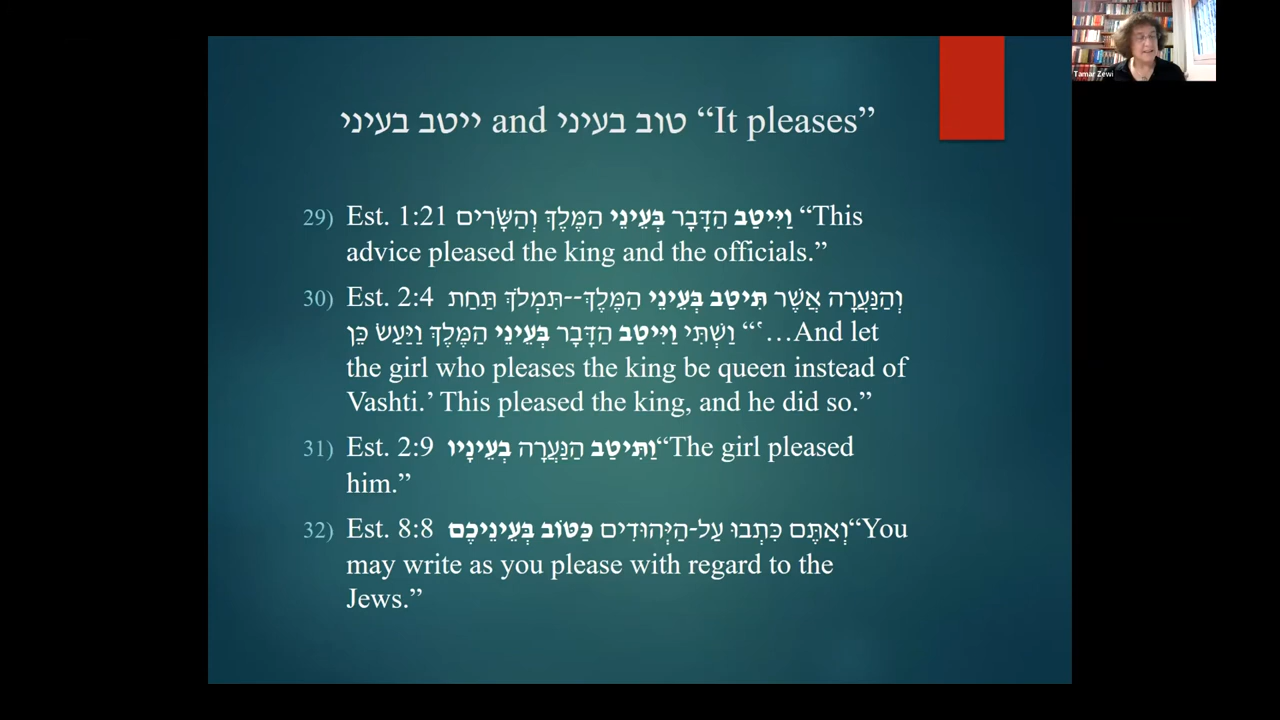 ייטב בעיני and טוב בעיני “It pleases”
29) Est. 1:21 וַיִּיטַב הַדָּבָר בְּעֵינֵי הַמֶּלֶךְ וְהַשָּׂרִים “This
advice pleased the king and the officials.”
30) Est. 2:4 וְהַנַּעֲרָה אֲשֶׁר תִּיטַב בְּעֵינֵי הַמֶּלֶךְ--תִּמְלֹךְ תַּחַת
וַשְׁתִּי וַיִּיטַב הַדָּבָר בְּעֵינֵי הַמֶּלֶךְ וַיַּעַשׂ כֵּן “‛…And let
the girl who pleases the king be queen instead of
Vashti.’ This pleased the king, and he did so.”
31) Est. 2:9 וַתִּיטַב הַנַּעֲרָה בְעֵינָיו“The girl pleased
him.”
32) Est. 8:8 וְאַתֶּם כִּתְבוּ עַל-הַיְּהוּדִים כַּטּוֹב בְּעֵינֵיכֶם“You
may write as you please with regard to the
Jews.”
Tamar Zewi